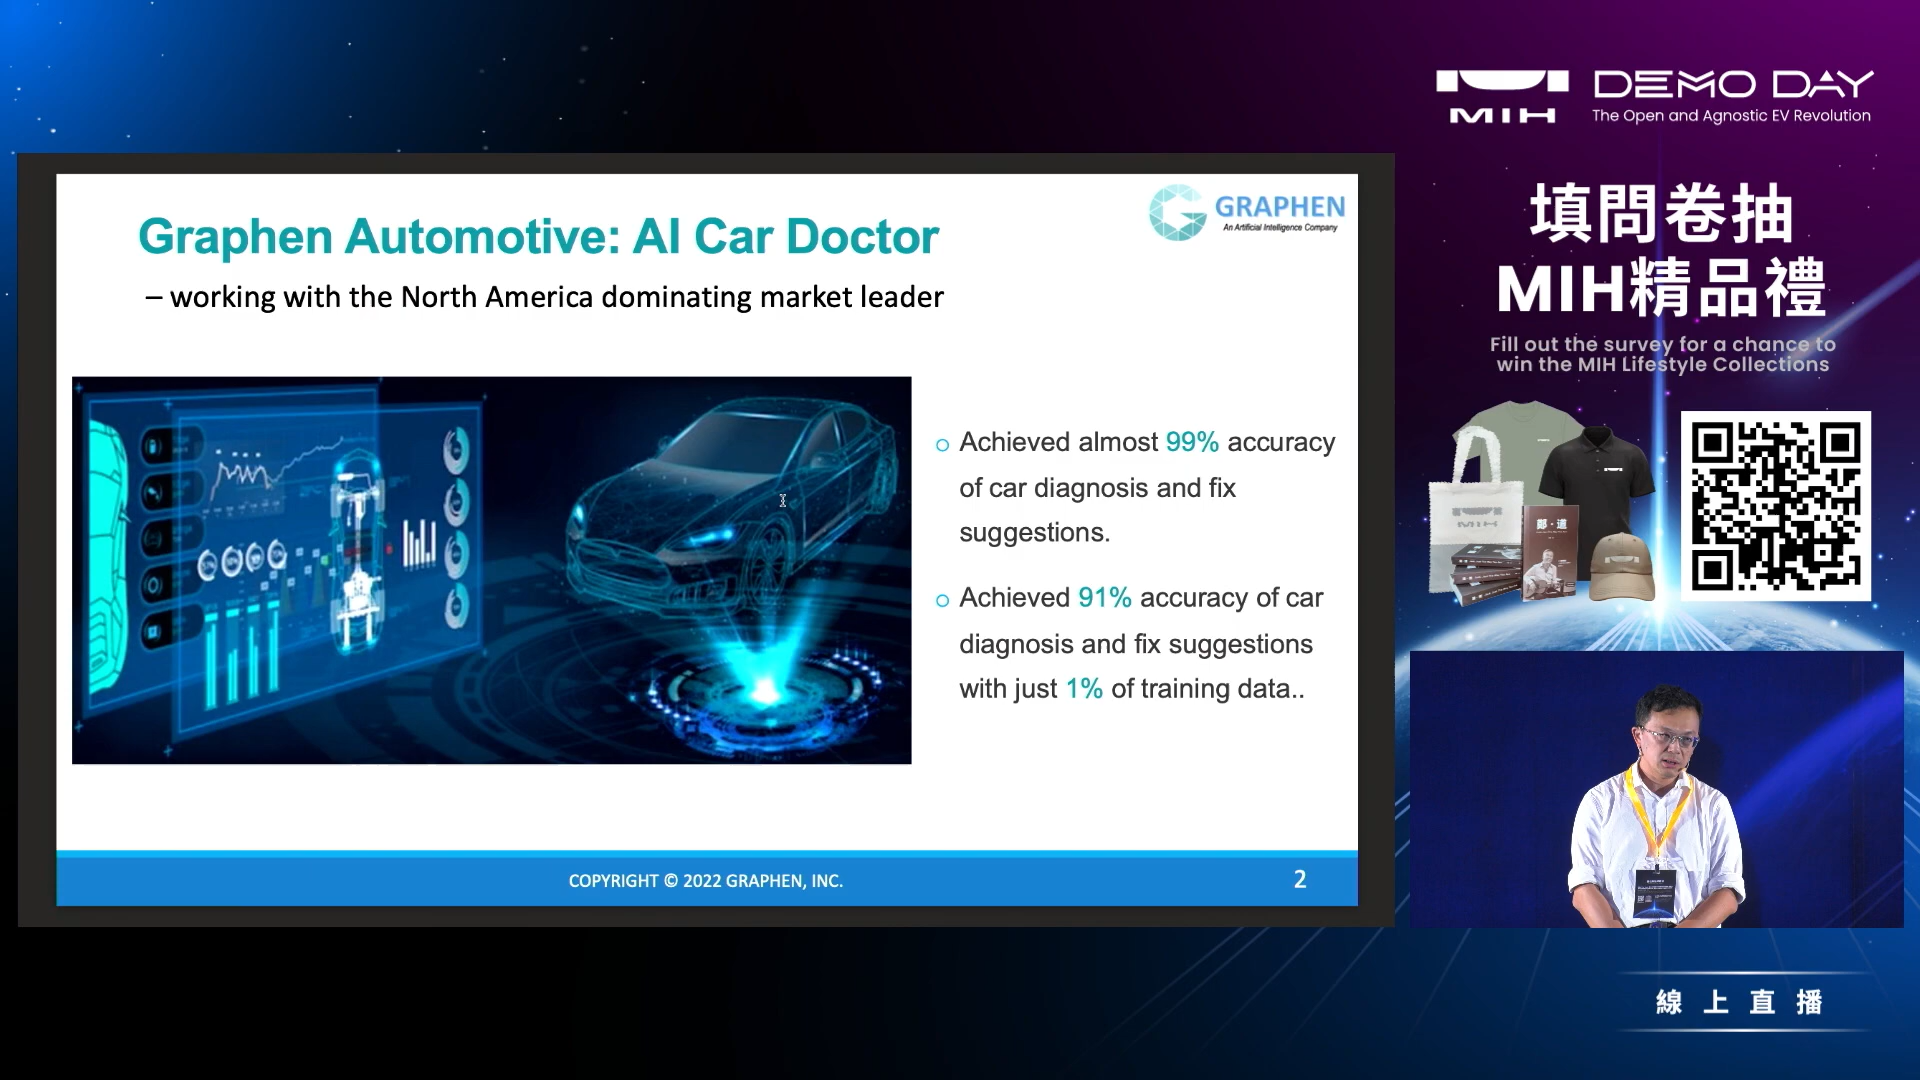 MIH
DEMO DAY
The Open and Agnostic EV Revolution
GRAPHEN
An Artificial Intelligence Company
Graphen Automotive: AI Car Doctor
– working with the North America dominating market leader
Achieved almost 99% accuracy
of car diagnosis and fix
suggestions.
Achieved 91% accuracy of car
diagnosis and fix suggestions
with just 1% of training data..
COPYRIGHT © 2022 GRAPHEN, INC.
2
填問卷抽
MIH精品禮
Fill out the survey for a chance to
win the MIH Lifestyle Collections
線上直播